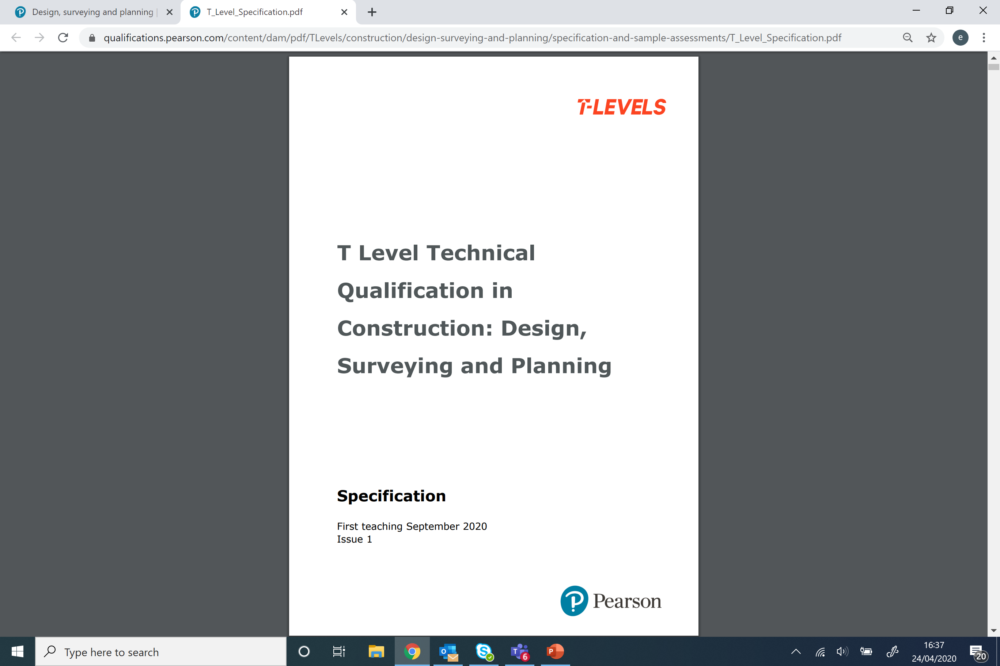 Design, surveying and planning |
T_Level_Specification.pdf
qualifications.pearson.com/content/dam/pdf/TLevels/construction/design-surveying-and-planning/specification-and-sample-assessments/T_Level_Specification.pdf
e
T-LEVELS
T Level Technical
Qualification in
Construction: Design,
Surveying and Planning
Specification
First teaching September 2020
Issue 1
Pearson
Type here to search
O
S
T
6
P
16:37
24/04/2020
20